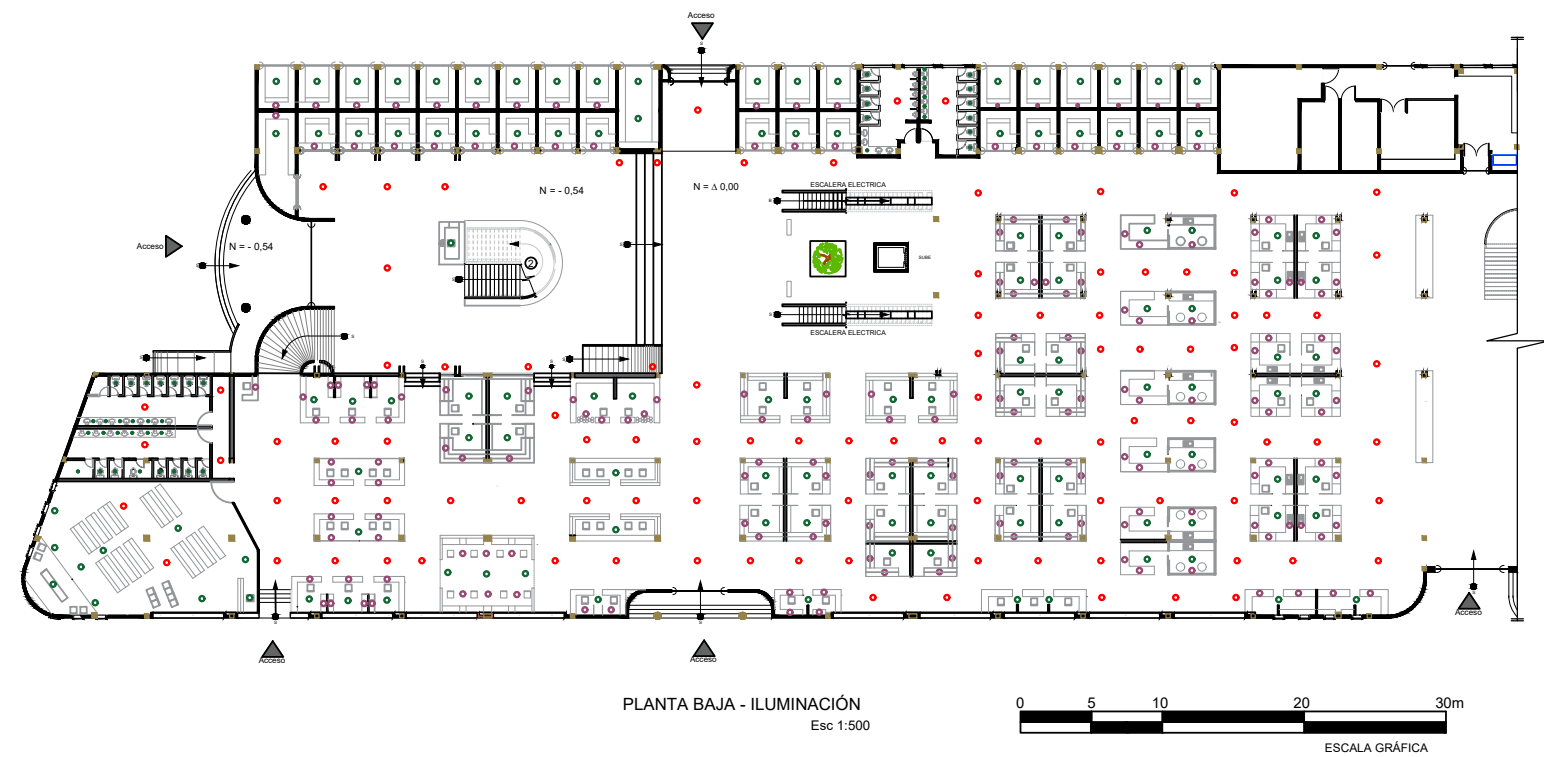 Acceso
S
N = - 0,54
N = Δ 0,00
ESCALERA ELECTRICA
S
Acceso
N = - 0,54
S
S
S
2
SUBE
S
S
ESCALERA ELECTRICA
S
S
S
S
S
S
S
S
S
Acceso
Acceso
Acceso
PLANTA BAJA - ILUMINACIÓN
Esc 1:500
0 5 10 20 30m
ESCALA GRÁFICA